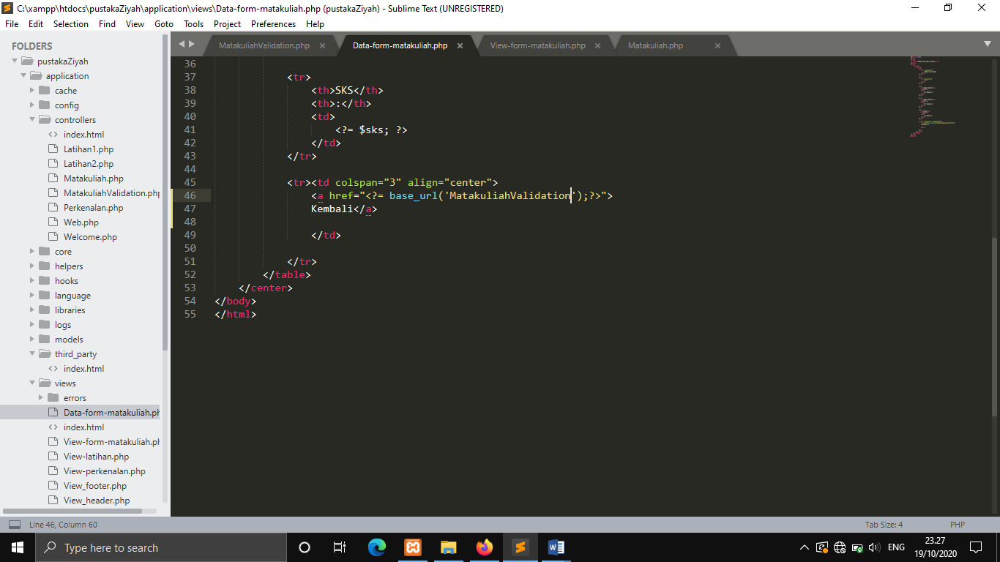 C:\xampp\htdocs\pustakaZiyah\application\views\Data-form-matakuliah.php (pustakaZiyah) - Sublime Text (UNREGISTERED)
File Edit Selection Find View Goto Tools Project Preferences Help
FOLDERS
pustakaZiyah
application
cache
config
controllers
index.html
Latihan1.php
Latihan2.php
Matakuliah.php
MatakuliahValidation.php
Perkenalan.php
Web.php
Welcome.php
core
helpers
hooks
language
libraries
logs
models
third_party
index.html
views
errors
Data-form-matakuliah.ph
index.html
View-form-matakuliah.ph
View-latihan.php
View-perkenalan.php
View_footer.php
View_header.php
MatakuliahValidation.php Data-form-matakuliah.php View-form-matakuliah.php Matakuliah.php
36
37 <tr>
38 <th>SKS</th>
39 <th>:</th>
40 <td>
41 <?= $sks; ?>
42 </td>
43 </tr>
44
45 <tr><td colspan="3" align="center">
46 <a href="<?= base_url('MatakuliahValidation');?>">
47 Kembali</a>
48
49 </td>
50
51 </tr>
52 </table>
53 </center>
54 </body>
55 </html>
Line 46, Column 60 Tab Size: 4 PHP
Type here to search ENG 23.27
19/10/2020